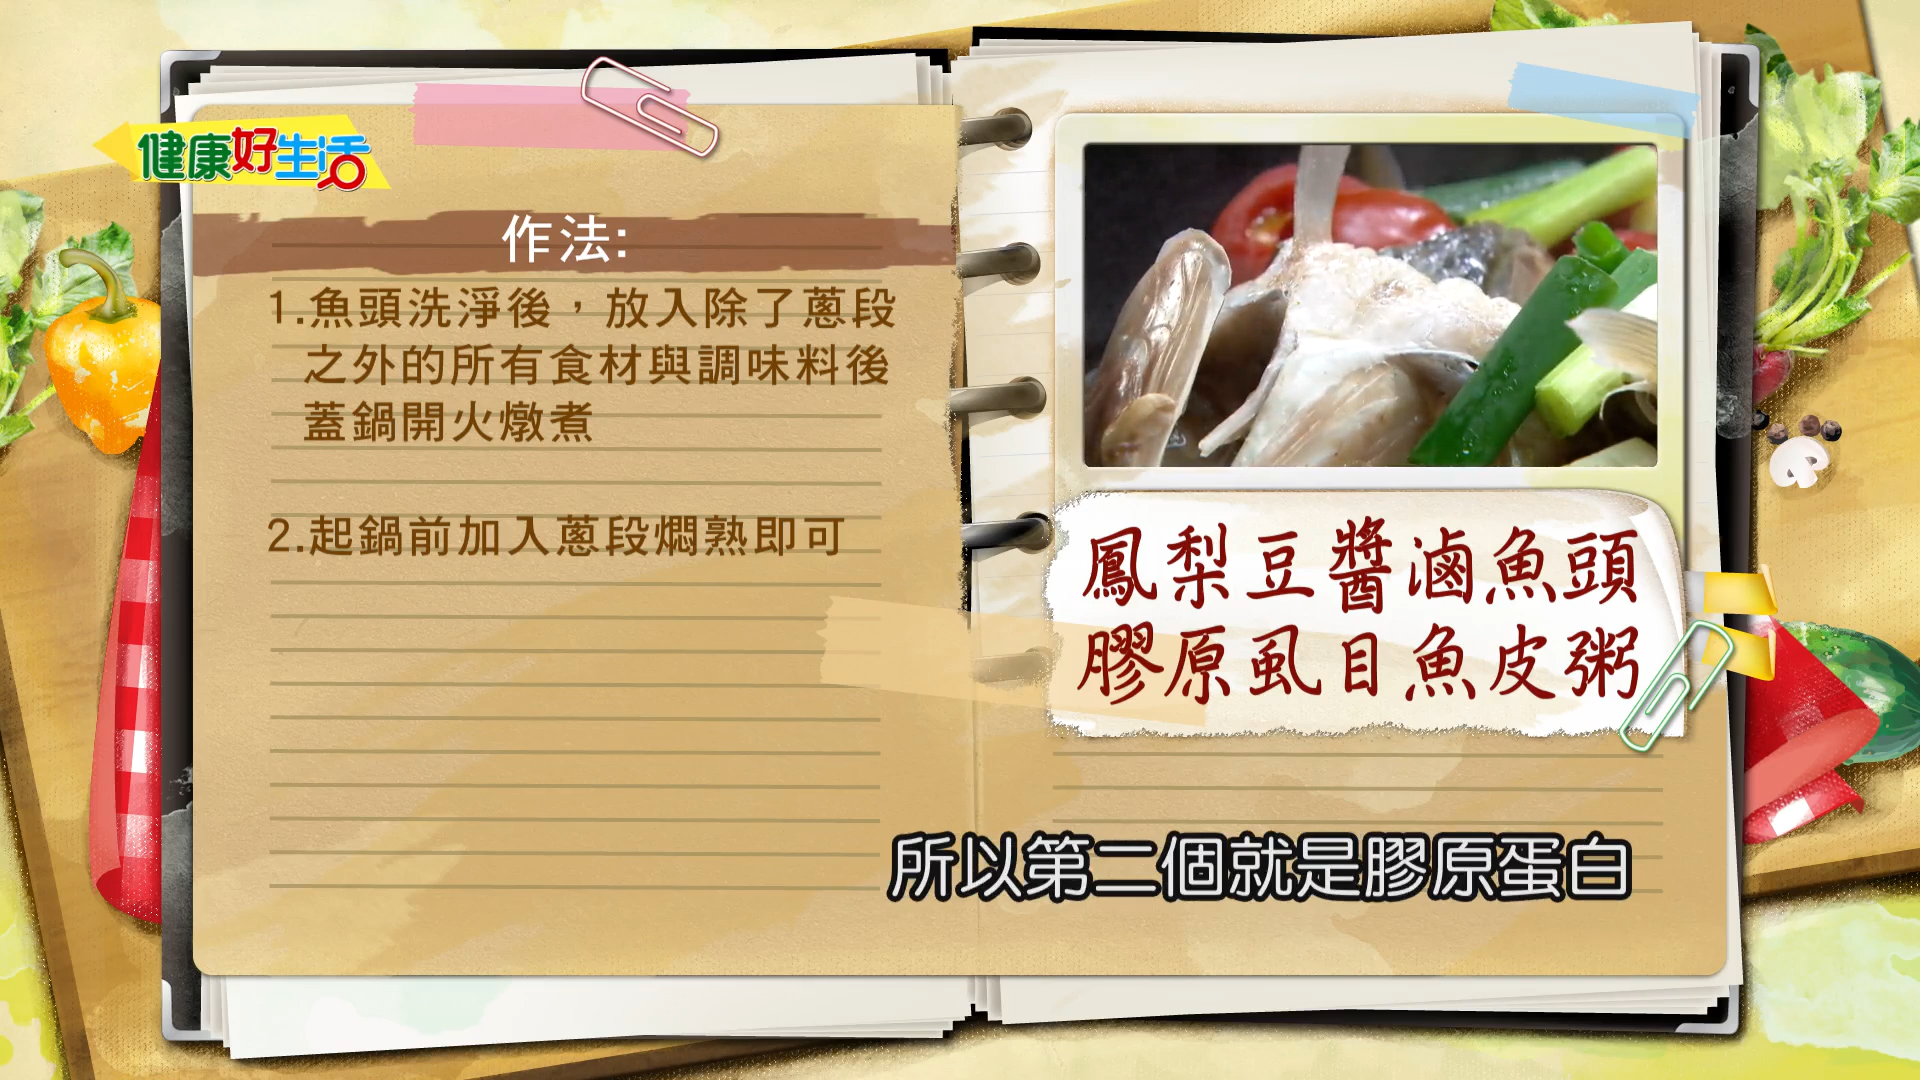 健康好生活
作法:
1.魚頭洗淨後，放入除了蔥段
之外的所有食材與調味料後
蓋鍋開火燉煮
2.起鍋前加入蔥段燜熟即可
鳳梨豆醬滷魚頭
膠原虱目魚皮粥
所以第二個就是膠原蛋白